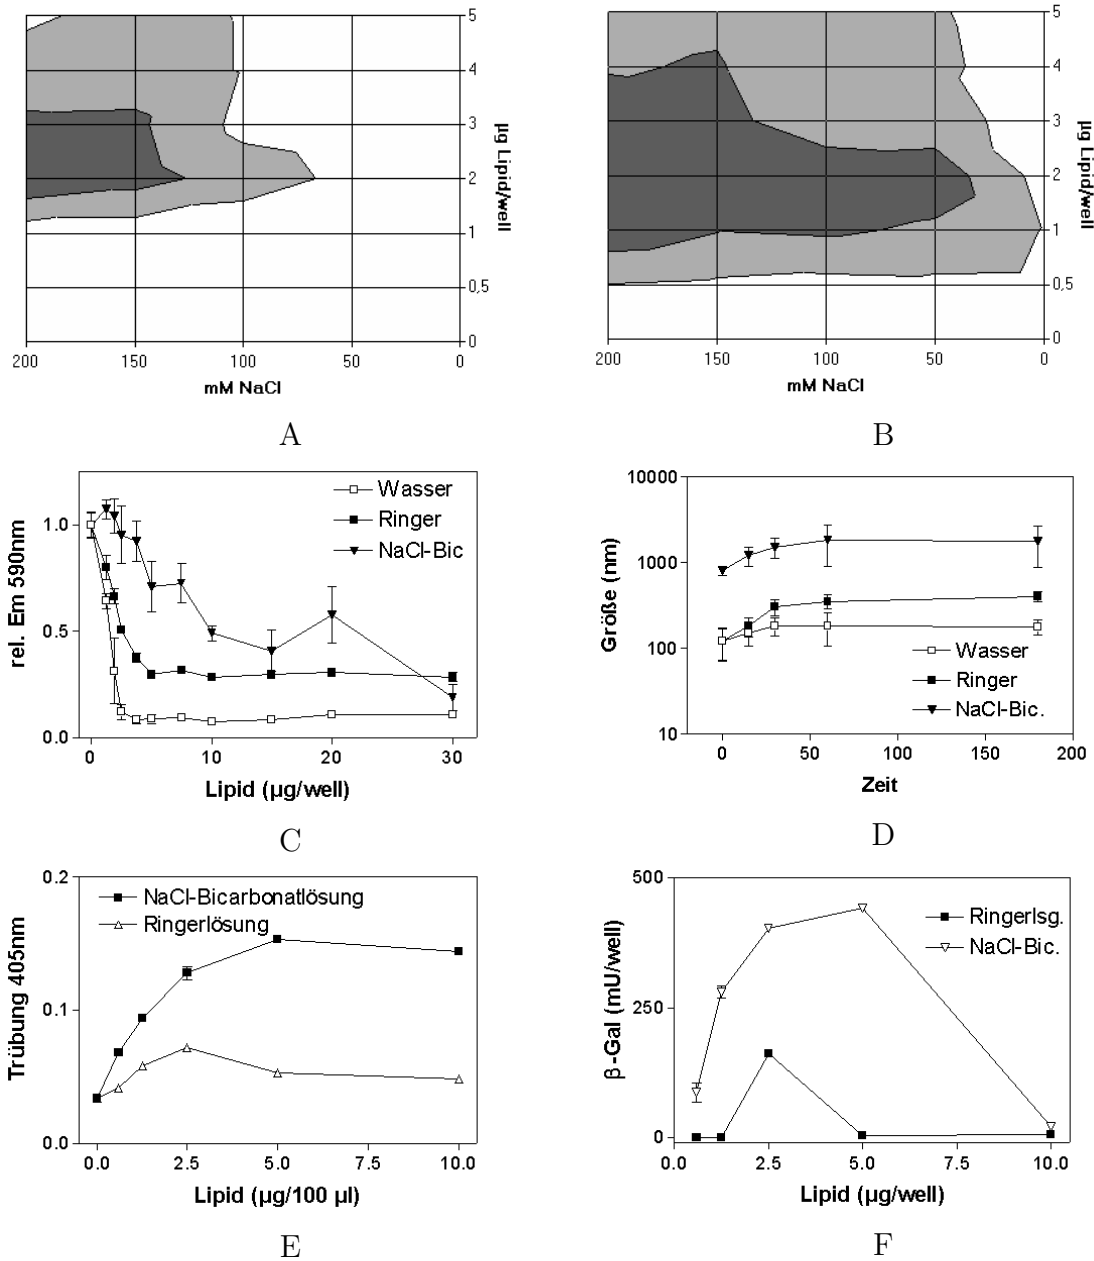 5
4
3
2
1
0,5
0
µg Lipid/well
200
150
100
50
0
mM NaCl
A
5
4
3
2
1
0,5
0
µg Lipid/well
200
150
100
50
0
mM NaCl
B
Wasser
Ringer
NaCl-Bic
1.0
0.5
0.0
rel. Em 590nm
0
10
20
30
Lipid (µg/well)
C
10000
1000
100
10
Größe (nm)
Wasser
Ringer
NaCl-Bic.
0
50
100
150
200
Zeit
D
0.2
0.1
0.0
Trübung 405nm
NaCl-Bicarbonatlösung
Ringerlösung
0.0
2.5
5.0
7.5
10.0
Lipid (µg/100 µl)
E
500
250
0
β-Gal (mU/well)
Ringerlsg.
NaCl-Bic.
0.0
2.5
5.0
7.5
10.0
Lipid (µg/well)
F